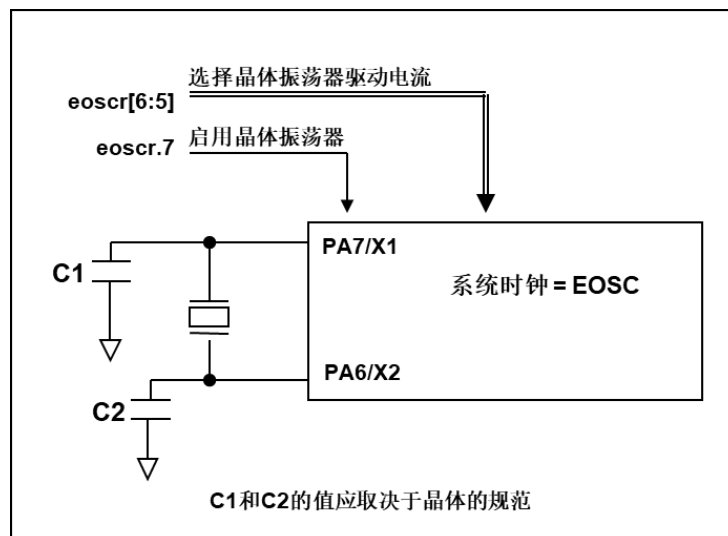 选择晶体振荡器驱动电流
eoscr[6:5]
启用晶体振荡器
eoscr.7
PA7/X1
C1
系统时钟 = EOSC
PA6/X2
C2
C1和C2的值应取决于晶体的规范